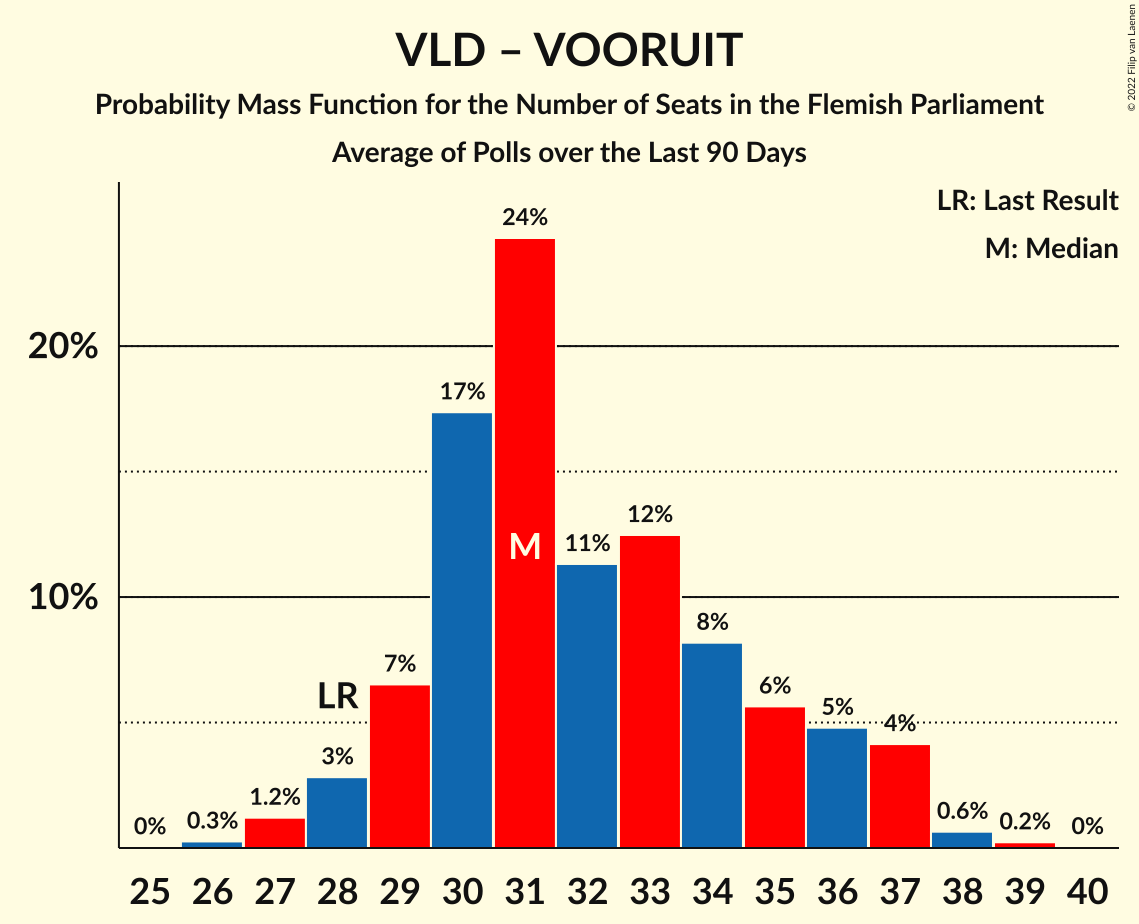 © 2022 Filip van Laenen
VLD – VOORUIT
Probability Mass Function for the Number of Seats in the Flemish Parliament
Average of Polls over the Last 90 Days
LR: Last Result
M: Median
20%
10%
0%
0.3%
1.2%
3%
7%
17%
24%
11%
12%
8%
6%
5%
4%
0.6%
0.2%
0%
LR
M
25 26 27 28 29 30 31 32 33 34 35 36 37 38 39 40